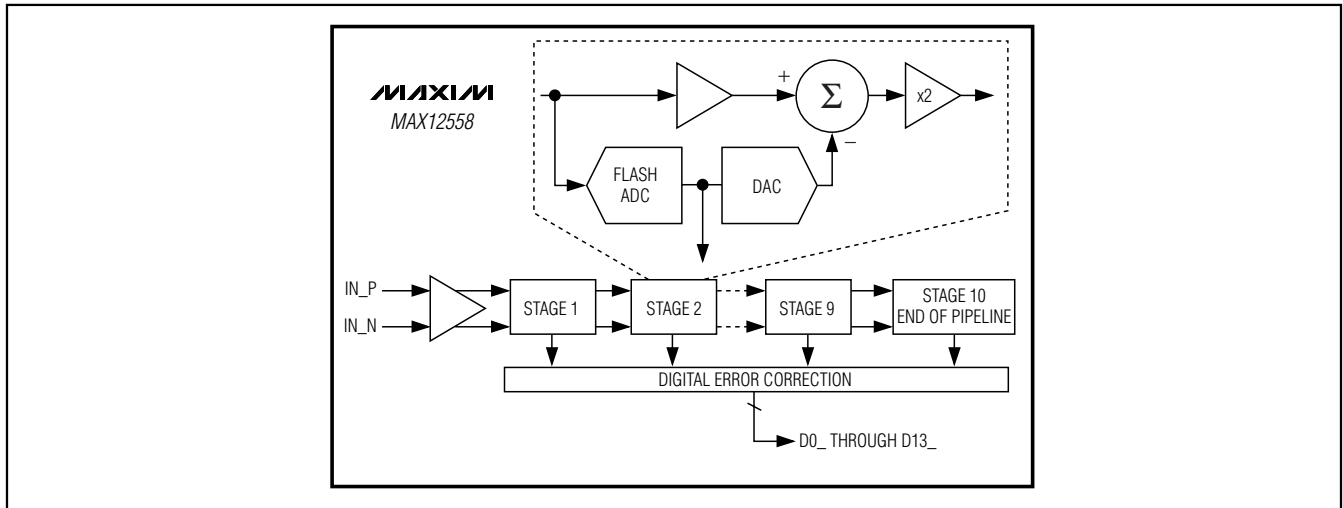 MAXIM
MAX12558
+
Σ
x2
−
FLASH
ADC
DAC
IN_P
IN_N
STAGE 1
STAGE 2
STAGE 9
STAGE 10
END OF PIPELINE
DIGITAL ERROR CORRECTION
D0_ THROUGH D13_